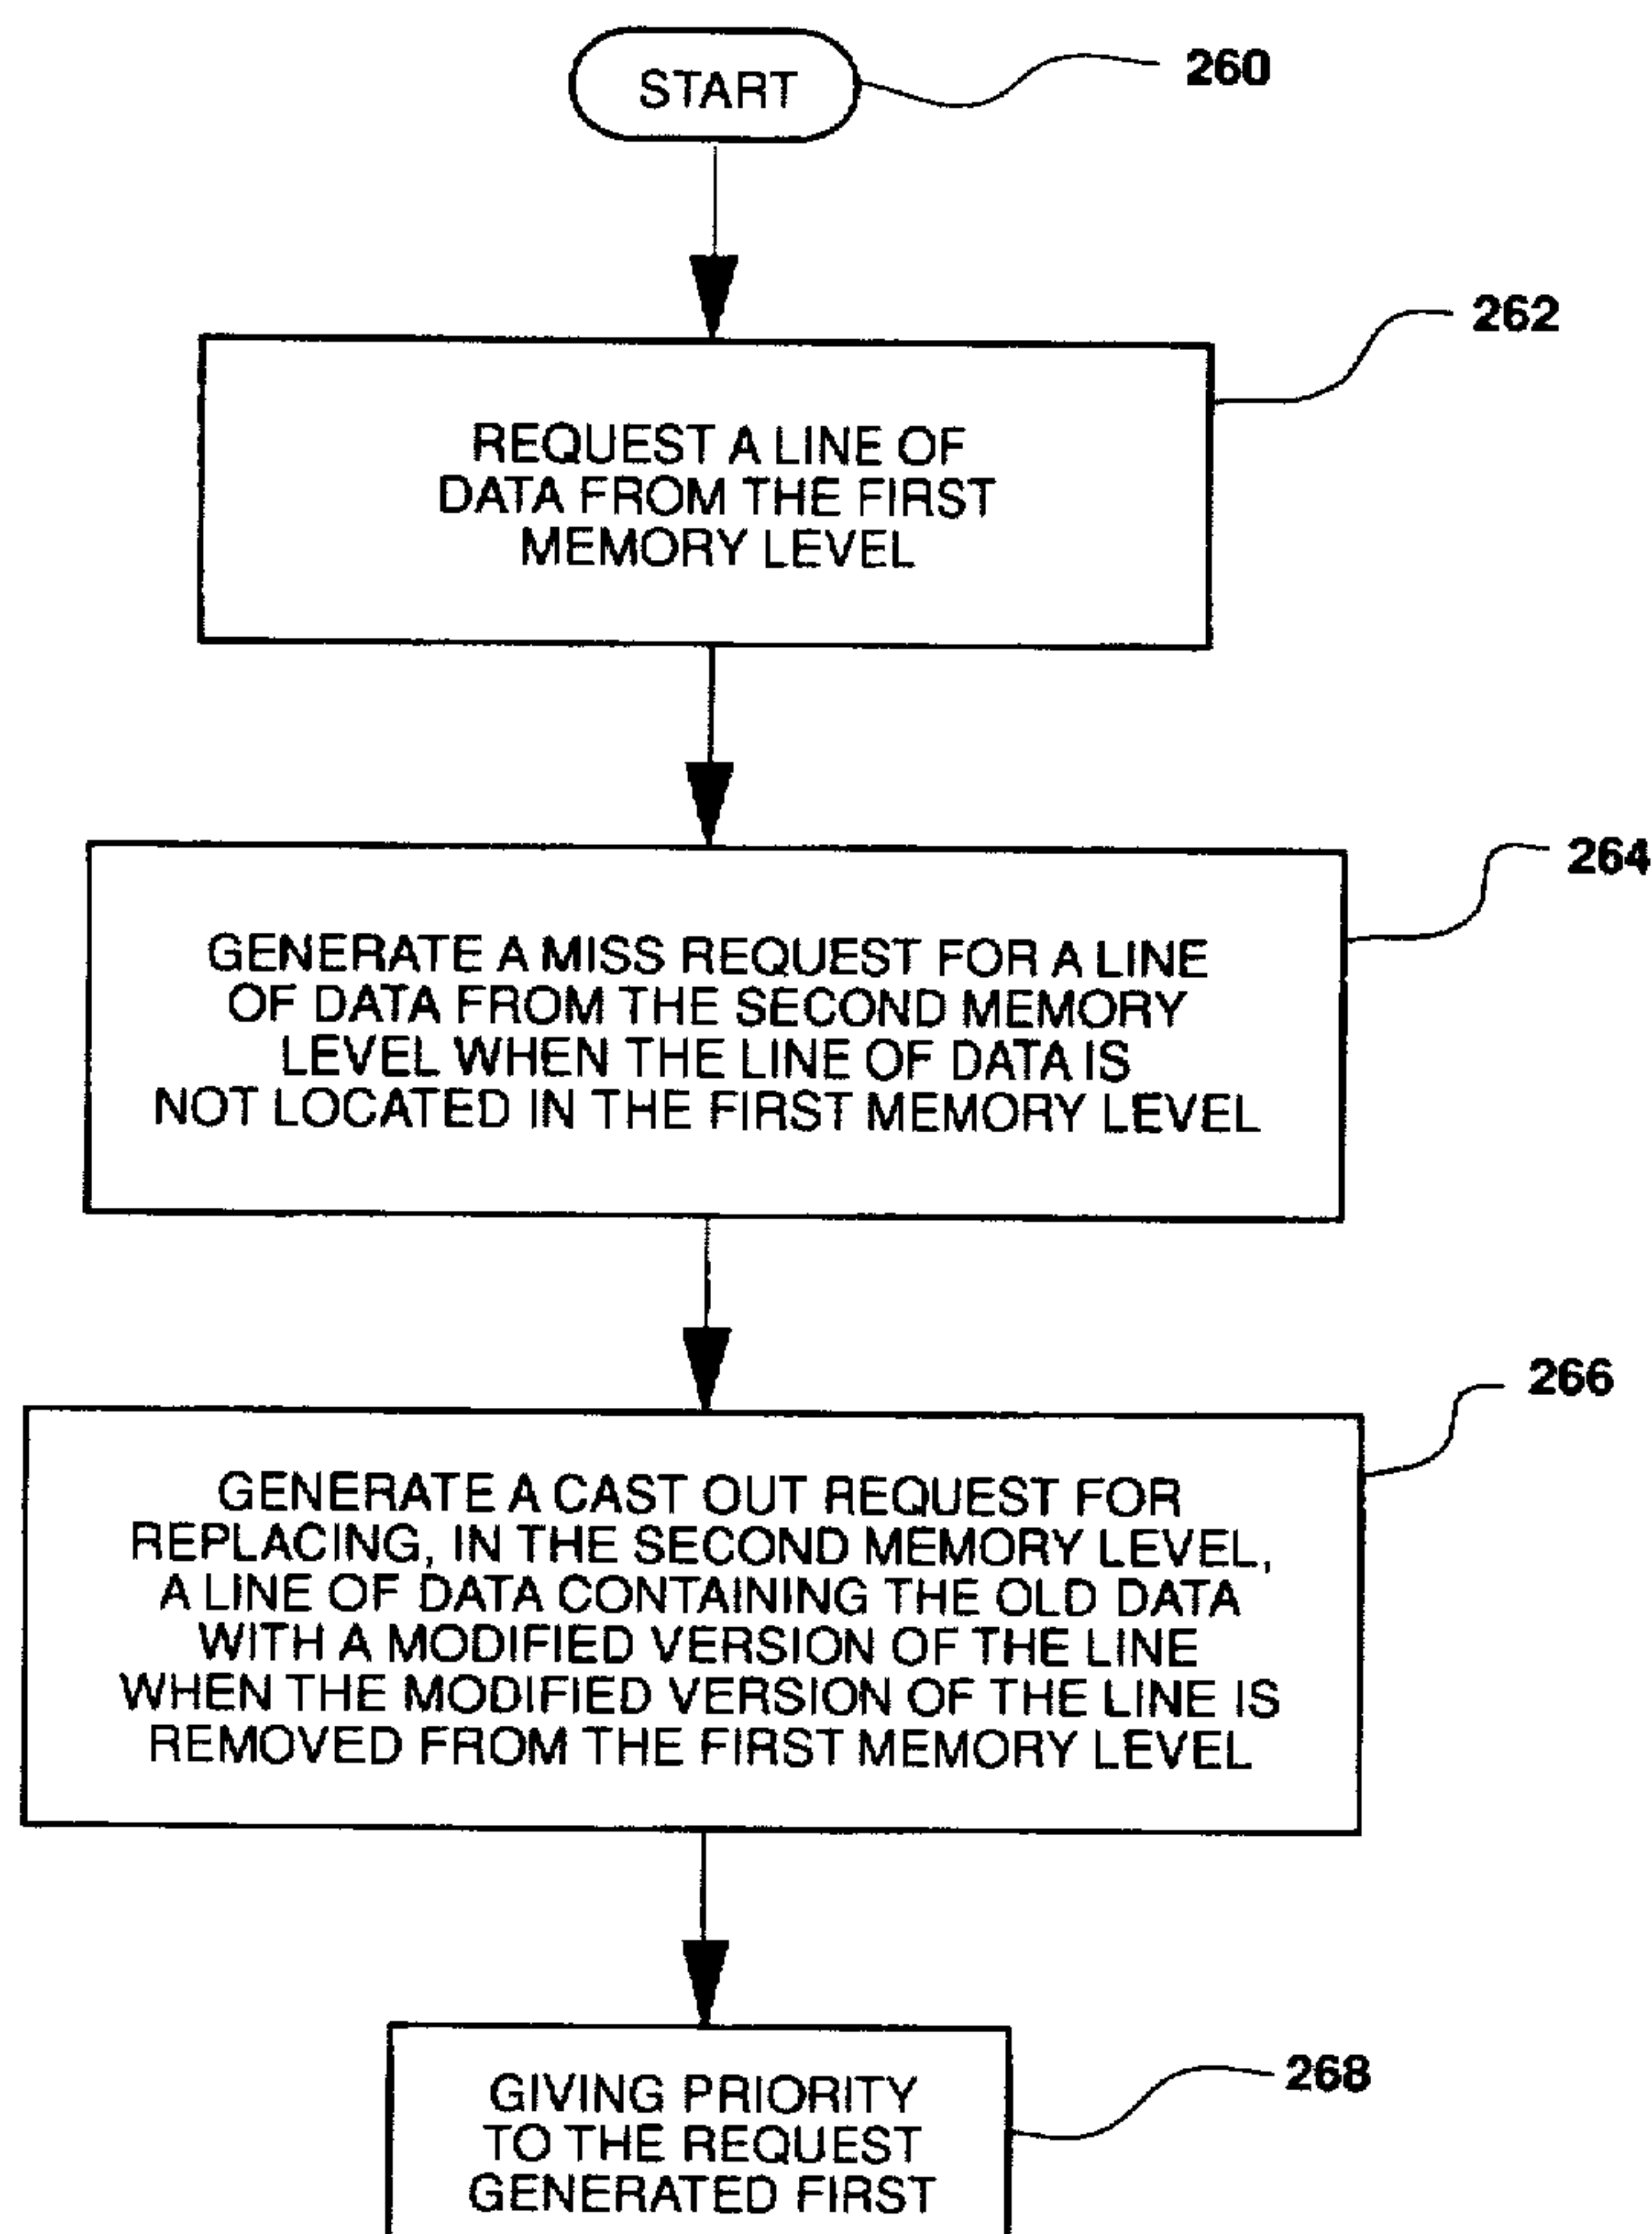 START
260
262
REQUEST A LINE OF
DATA FROM THE FIRST
MEMORY LEVEL
264
GENERATE A MISS REQUEST FOR A LINE
OF DATA FROM THE SECOND MEMORY
LEVEL WHEN THE LINE OF DATA IS
NOT LOCATED IN THE FIRST MEMORY LEVEL
266
GENERATE A CAST OUT REQUEST FOR
REPLACING, IN THE SECOND MEMORY LEVEL,
A LINE OF DATA CONTAINING THE OLD DATA
WITH A MODIFIED VERSION OF THE LINE
WHEN THE MODIFIED VERSION OF THE LINE IS
REMOVED FROM THE FIRST MEMORY LEVEL
268
GIVING PRIORITY
TO THE REQUEST
GENERATED FIRST